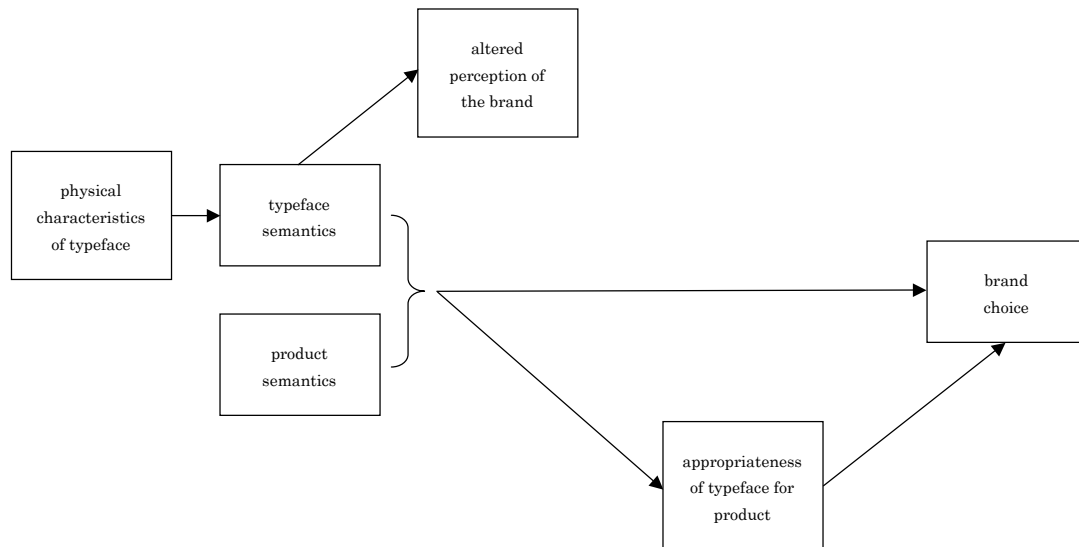 altered
perception of
the brand
physical
characteristics
of typeface
typeface
semantics
brand
choice
product
semantics
appropriateness
of typeface for
product